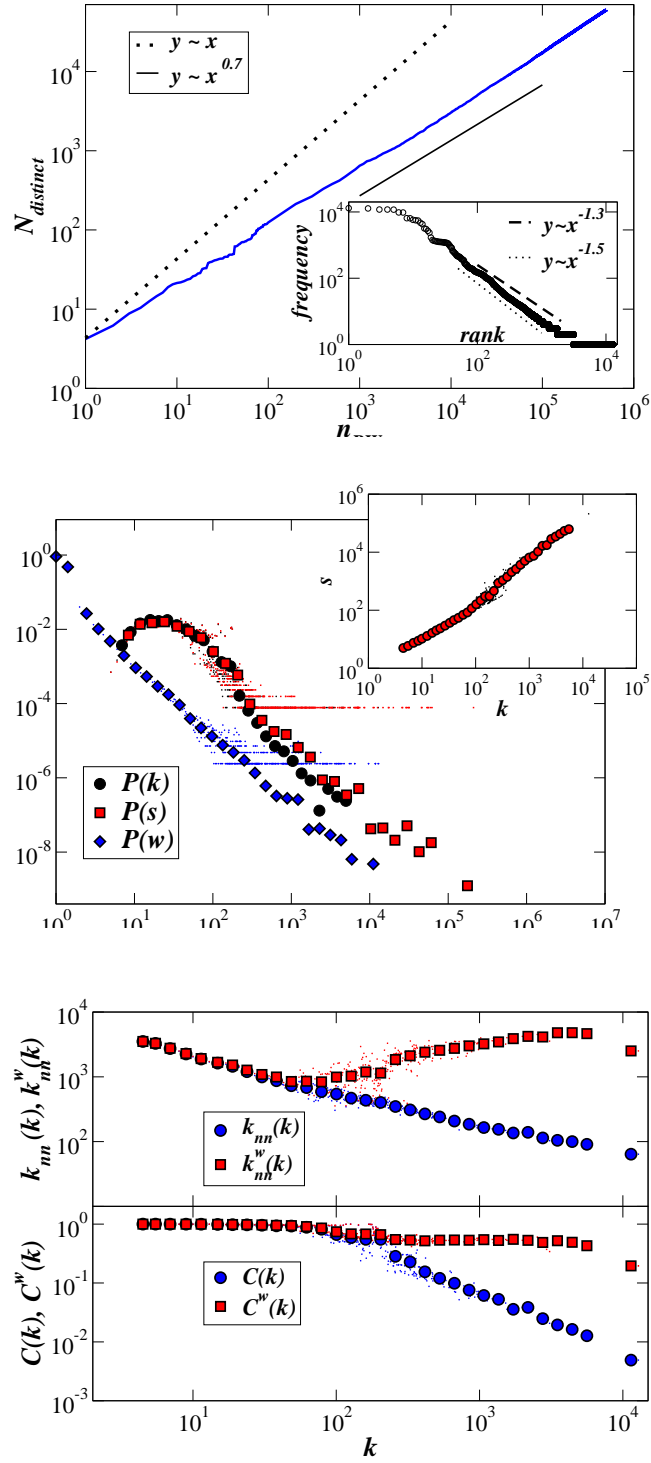 y ~ x
y ~ x^0.7
N_distinct
10^4
10^3
10^2
10^1
10^0
10^0 10^1 10^2 10^3 10^4 10^5 10^6
frequency
10^4
10^2
10^0
y~x^-1.3
y~x^-1.5
rank
10^0 10^2 10^4
10^0
10^-2
10^-4
10^-6
10^-8
P(k)
P(s)
P(w)
10^0 10^1 10^2 10^3 10^4 10^5 10^6 10^7
s
10^6
10^4
10^2
10^0
10^0 10^1 10^2 10^3 10^4 10^5
k
k_nn(k), k^w_nn(k)
10^4
10^3
10^2
k_nn(k)
k^w_nn(k)
C(k), C^w(k)
10^0
10^-1
10^-2
10^-3
C(k)
C^w(k)
10^1 10^2 10^3 10^4
k